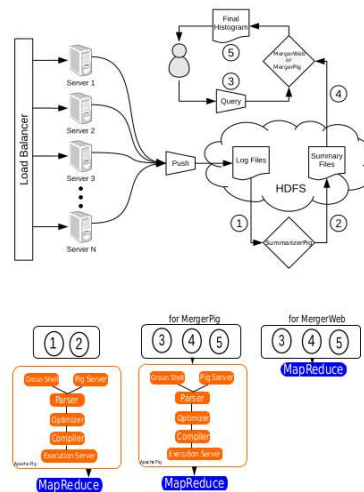 Final
Histogram
5
MergerWeb
or
MergerPig
3
Query
4
Load Balancer
Server 1
Server 2
Server 3
Server N
Push
Log Files
Summary
Files
HDFS
1
2
SummarizerPig
for MergerPig
for MergerWeb
1 2
3 4 5
3 4 5
MapReduce
Pig Server
Parser
Optimizer
Compiler
Execution Server
Apache Pig
MapReduce
Pig Server
Parser
Optimizer
Compiler
Execution Server
Apache Pig
MapReduce